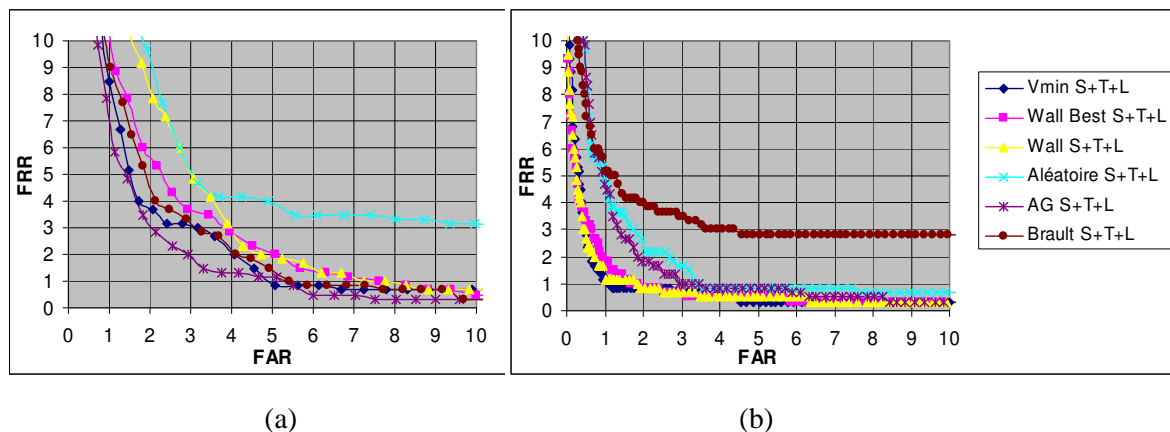 10
9
8
7
6
5
4
3
2
1
0
FRR
0 1 2 3 4 5 6 7 8 9 10
FAR
(a)
10
9
8
7
6
5
4
3
2
1
0
FRR
0 1 2 3 4 5 6 7 8 9 10
FAR
(b)
Vmin S+T+L
Wall Best S+T+L
Wall S+T+L
Aléatoire S+T+L
AG S+T+L
Brault S+T+L